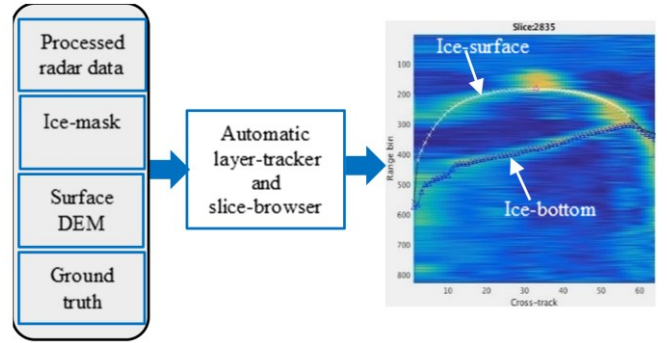 Processed
radar data
Ice-mask
Surface
DEM
Ground
truth
Automatic
layer-tracker
and
slice-browser
Slice:2835
Ice-surface
Ice-bottom
Range bin
100
200
300
400
500
600
700
800
10
20
30
40
50
60
Cross-track